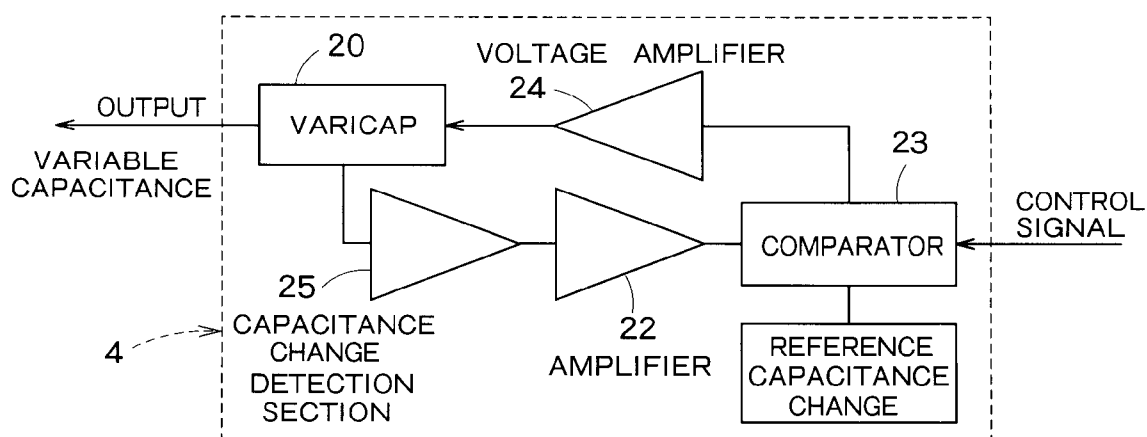 20
VOLTAGE AMPLIFIER
24
OUTPUT
VARICAP
VARIABLE
CAPACITANCE
23
CONTROL
SIGNAL
COMPARATOR
25
22
4
CAPACITANCE
CHANGE
DETECTION
SECTION
AMPLIFIER
REFERENCE
CAPACITANCE
CHANGE